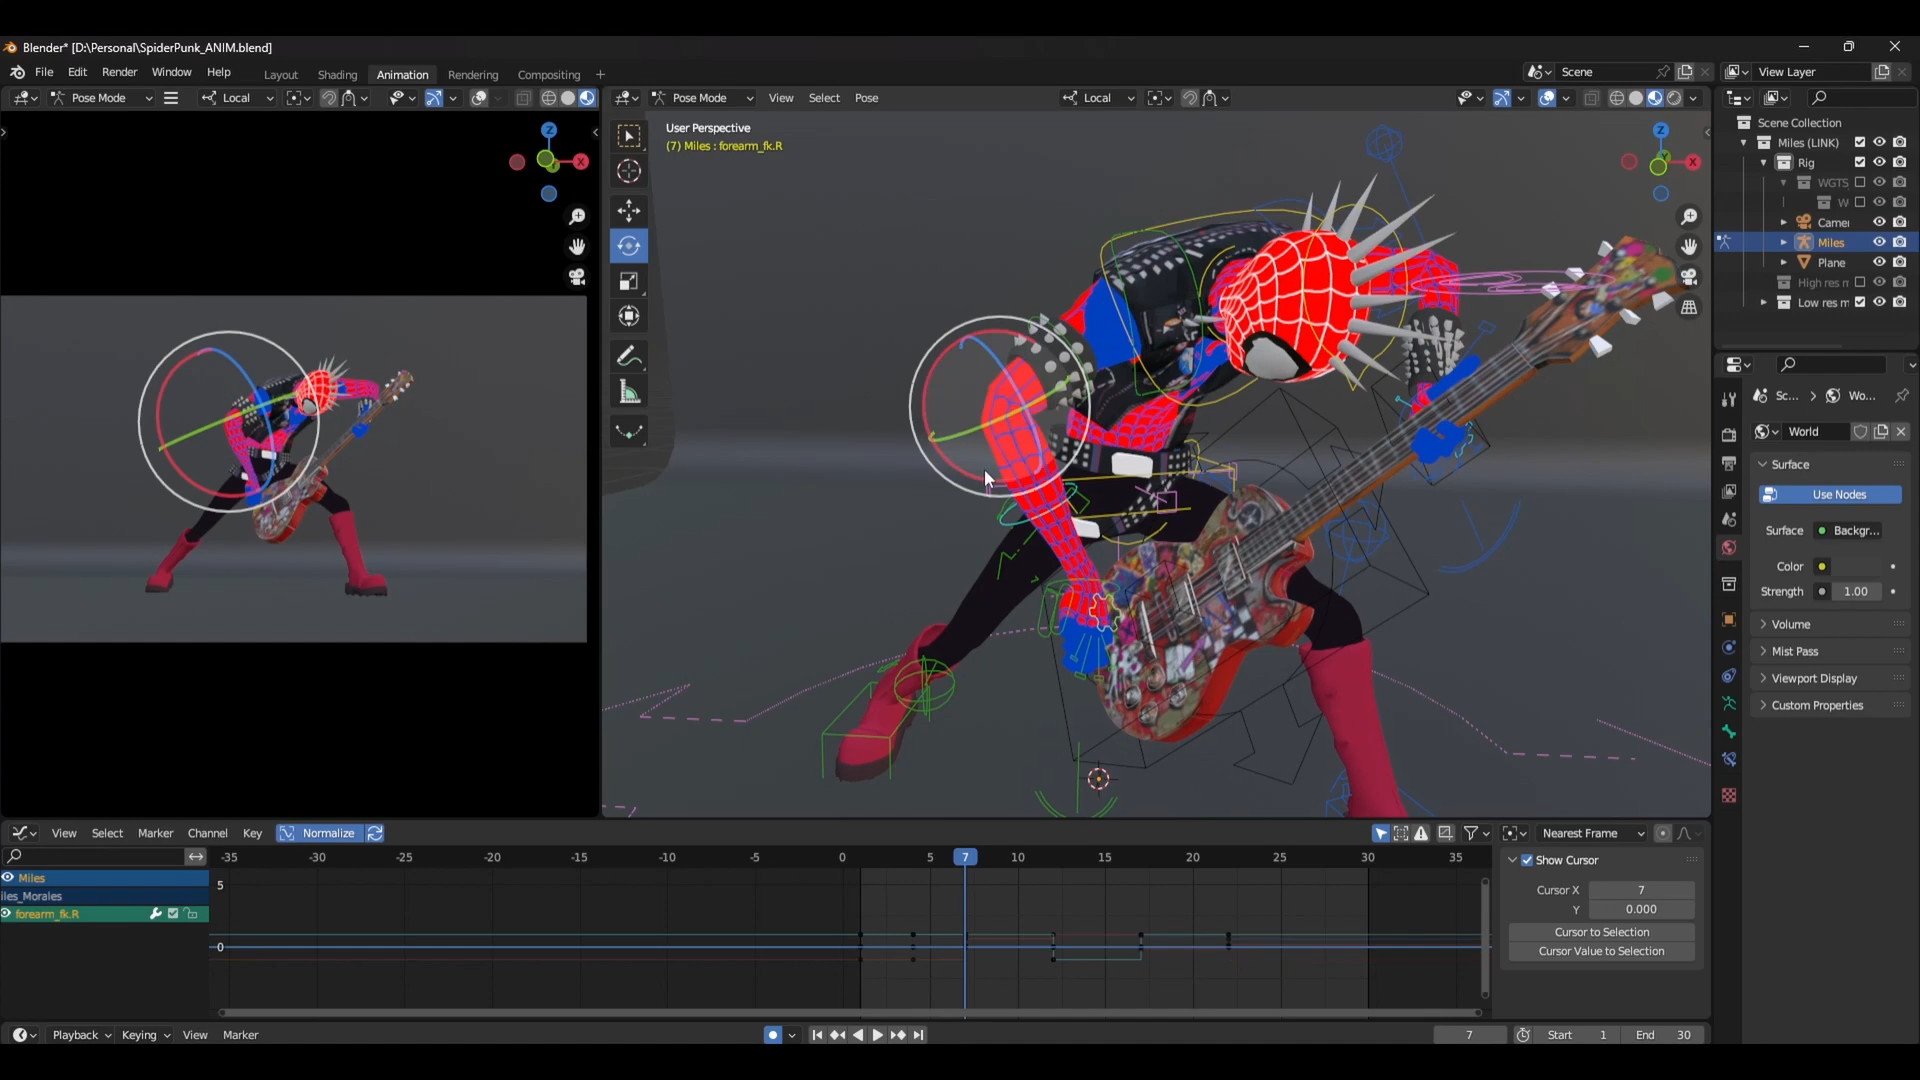 Blender* [D:\Personal\SpiderPunk_ANIM.blend]
File Edit Render Window Help Layout Shading Animation Rendering Compositing + Scene View Layer
Pose Mode Local
Pose Mode View Select Pose Local
User Perspective
(7) Miles : forearm_fk.R
Z
X
Z
X
Scene Collection
Miles (LINK)
Rig
WGTS
W
Camer
Miles
Plane
High res r
Low res m
Sc... > Wo...
World
Surface
Use Nodes
Surface Backgr...
Color
Strength 1.00
Volume
Mist Pass
Viewport Display
Custom Properties
View Select Marker Channel Key Normalize Nearest Frame
-35 -30 -25 -20 -15 -10 -5 0 5 7 10 15 20 25 30 35
Miles
iles_Morales
forearm_fk.R
5
0
Show Cursor
Cursor X 7
Y 0.000
Cursor to Selection
Cursor Value to Selection
Playback Keying View Marker 7 Start 1 End 30